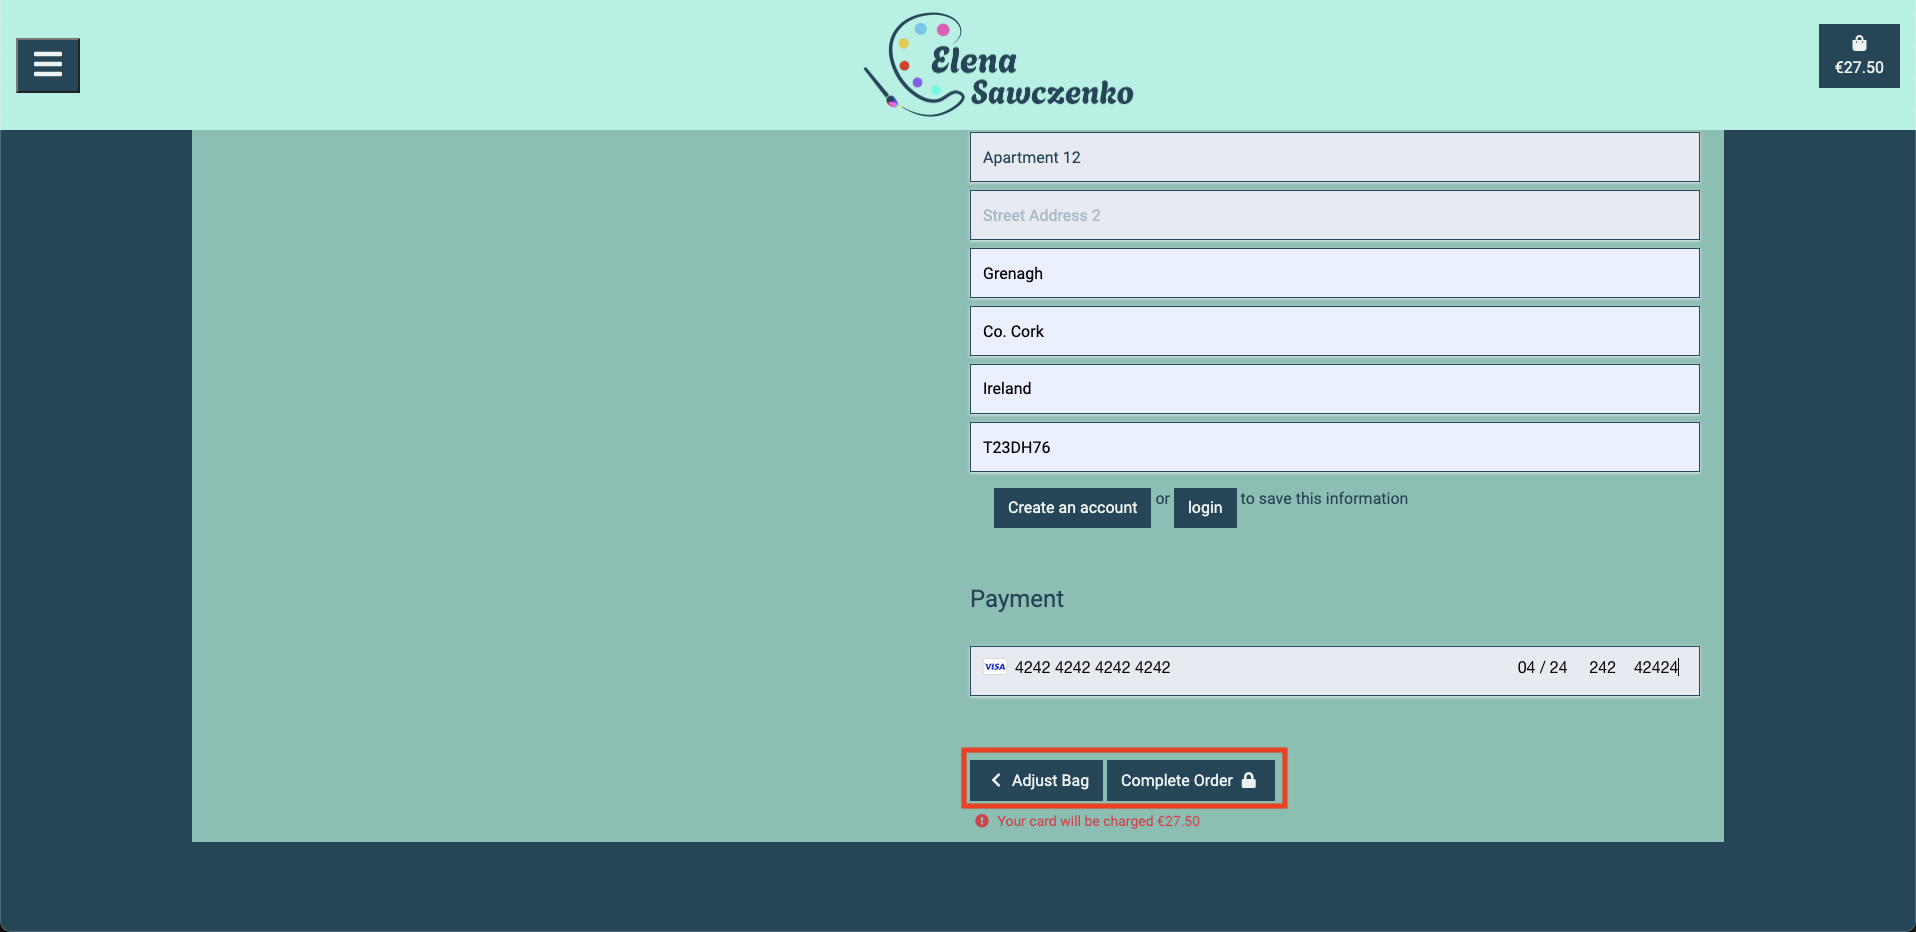 Elena
Sawczenko
€27.50
Apartment 12
Street Address 2
Grenagh
Co. Cork
Ireland
T23DH76
Create an account or login to save this information
Payment
VISA 4242 4242 4242 4242 04 / 24 242 42424
Adjust Bag Complete Order
Your card will be charged €27.50